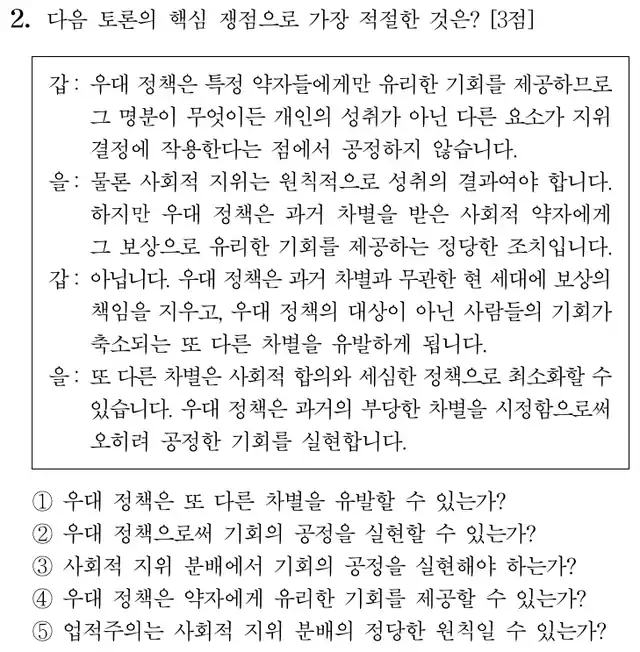 2. 다음 토론의 핵심 쟁점으로 가장 적절한 것은? [3점]
갑: 우대 정책은 특정 약자들에게만 유리한 기회를 제공하므로
그 명분이 무엇이든 개인의 성취가 아닌 다른 요소가 지위
결정에 작용한다는 점에서 공정하지 않습니다.
을: 물론 사회적 지위는 원칙적으로 성취의 결과여야 합니다.
하지만 우대 정책은 과거 차별을 받은 사회적 약자에게
그 보상으로 유리한 기회를 제공하는 정당한 조치입니다.
갑: 아닙니다. 우대 정책은 과거 차별과 무관한 현 세대에 보상의
책임을 지우고, 우대 정책의 대상이 아닌 사람들의 기회가
축소되는 또 다른 차별을 유발하게 됩니다.
을: 또 다른 차별은 사회적 합의와 세심한 정책으로 최소화할 수
있습니다. 우대 정책은 과거의 부당한 차별을 시정함으로써
오히려 공정한 기회를 실현합니다.
① 우대 정책은 또 다른 차별을 유발할 수 있는가?
② 우대 정책으로써 기회의 공정을 실현할 수 있는가?
③ 사회적 지위 분배에서 기회의 공정을 실현해야 하는가?
④ 우대 정책은 약자에게 유리한 기회를 제공할 수 있는가?
⑤ 업적주의는 사회적 지위 분배의 정당한 원칙일 수 있는가?